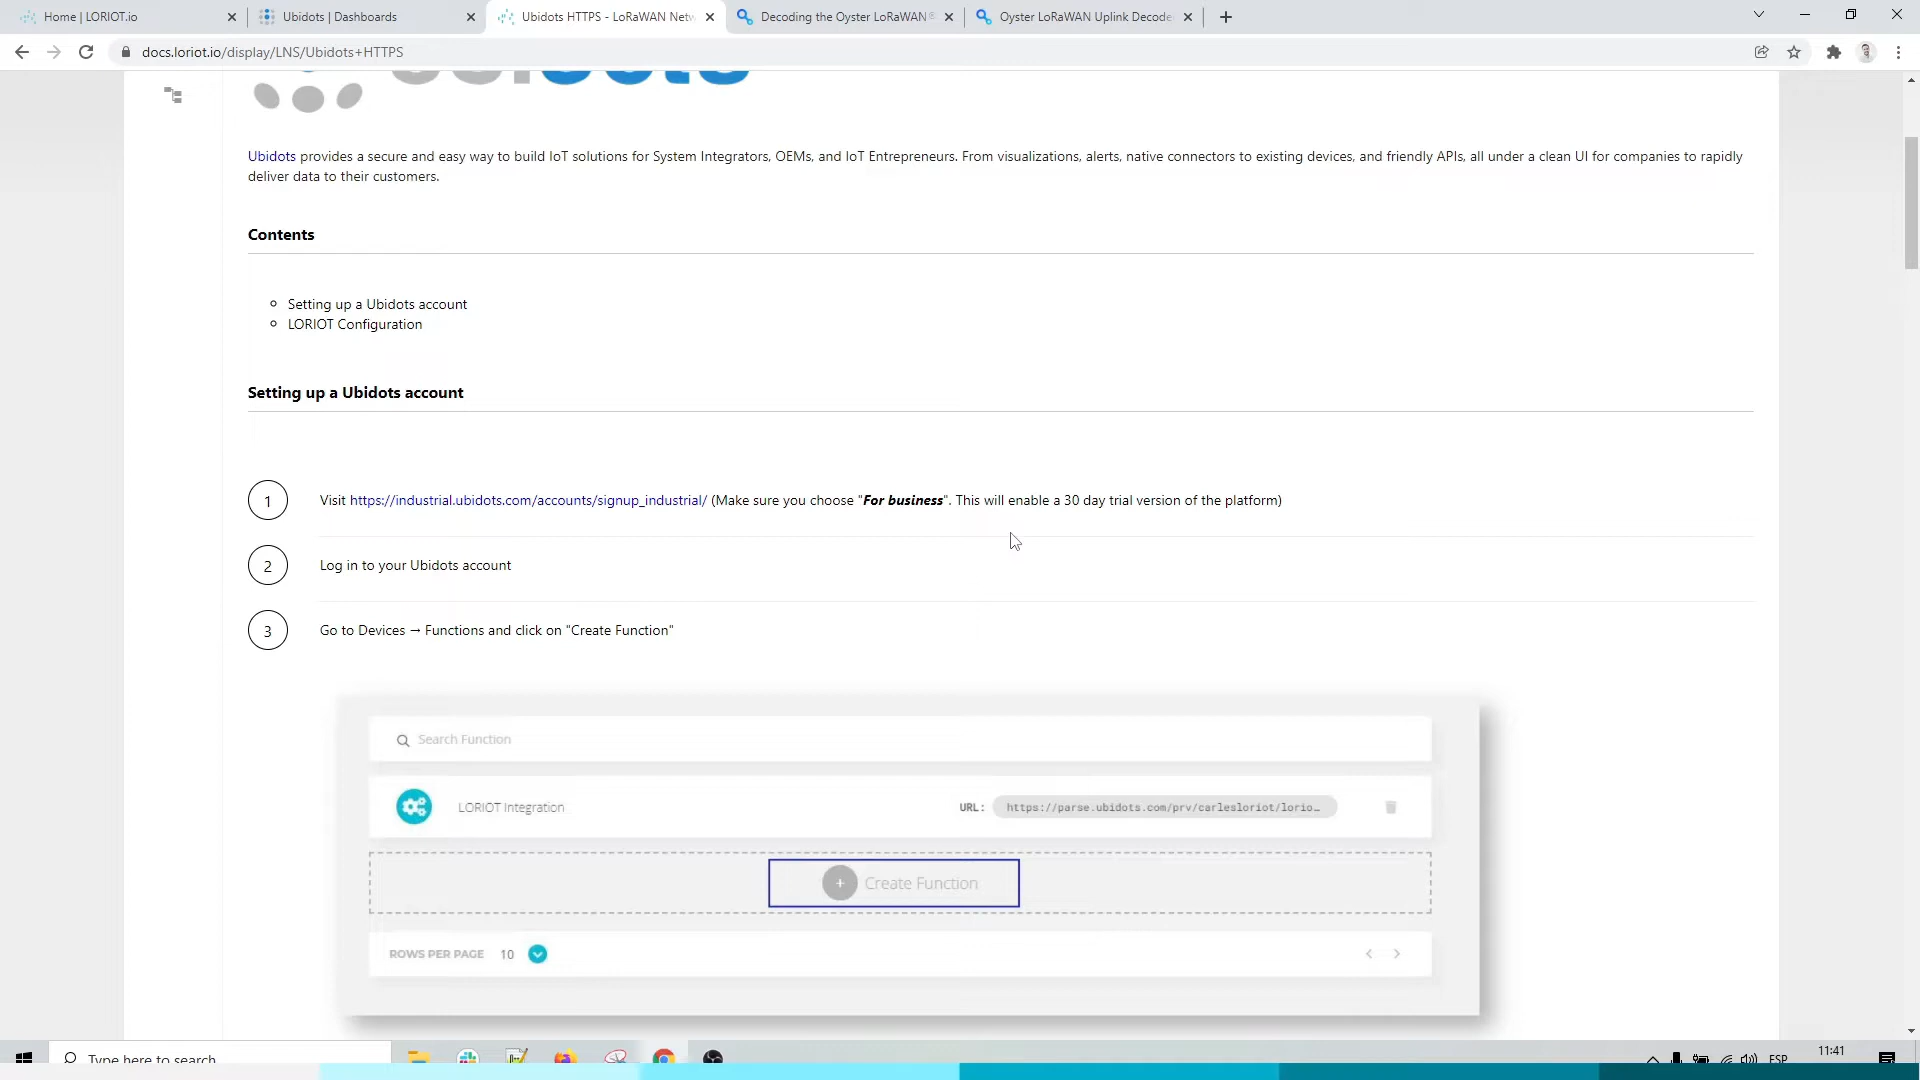 Home | LORIOT.io
Ubidots | Dashboards
Ubidots HTTPS - LoRaWAN Netw
Decoding the Oyster LoRaWAN®
Oyster LoRaWAN Uplink Decode
docs.loriot.io/display/LNS/Ubidots+HTTPS
Ubidots provides a secure and easy way to build IoT solutions for System Integrators, OEMs, and IoT Entrepreneurs. From visualizations, alerts, native connectors to existing devices, and friendly APIs, all under a clean UI for companies to rapidly
deliver data to their customers.
Contents
Setting up a Ubidots account
LORIOT Configuration
Setting up a Ubidots account
1 Visit https://industrial.ubidots.com/accounts/signup_industrial/ (Make sure you choose "For business". This will enable a 30 day trial version of the platform)
2 Log in to your Ubidots account
3 Go to Devices → Functions and click on "Create Function"
Search Function
LORIOT Integration URL: https://parse.ubidots.com/prv/carlesloriot/lorio…
+ Create Function
ROWS PER PAGE 10
Type here to search
ESP
11:41